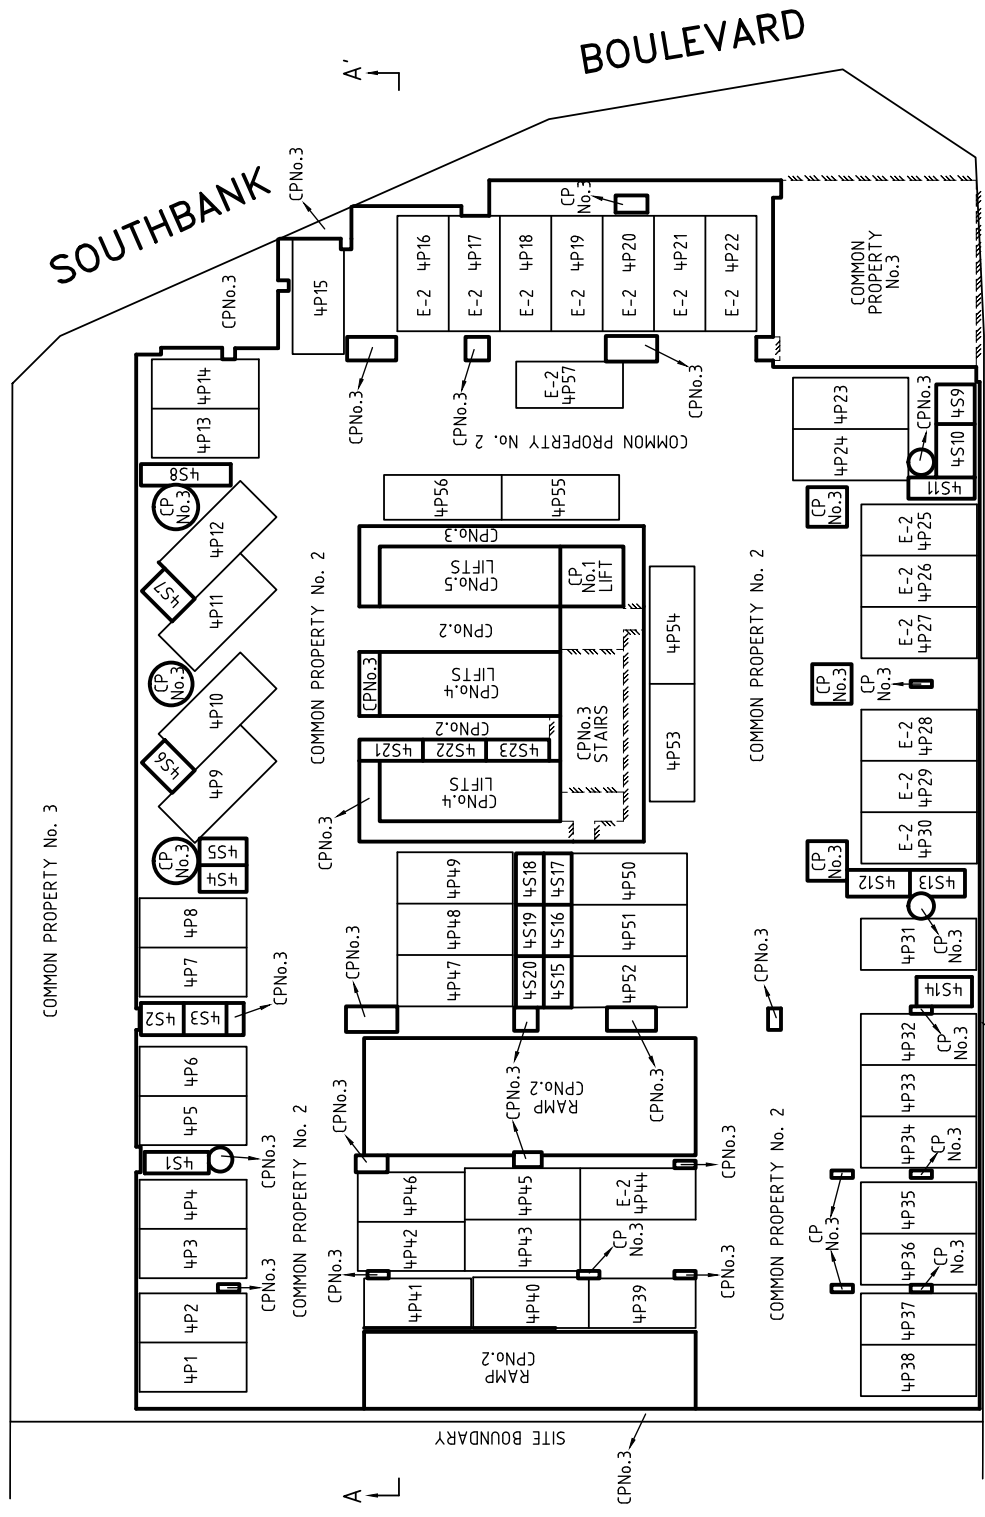 BOULEVARD
SOUTHBANK
A'
CPNo.3
CP
No.3
CPNo.3
4P15
E-2 4P16
E-2 4P17
E-2 4P18
E-2 4P19
E-2 4P20
E-2 4P21
E-2 4P22
COMMON
PROPERTY
No.3
4P14
4P13
CPNo.3
CPNo.3
E-2
4P57
CPNo.3
COMMON PROPERTY No. 2
4P23
4P24
CPNo.3
4S9
4S10
4S11
4S8
CP
No.3
4P12
4S7
4P11
CP
No.3
4P10
4S6
4P9
CP
No.3
4S5
4S4
COMMON PROPERTY No. 2
4P56
4P55
CPNo.3
CPNo.5
LIFTS
CP
No.1
LIFT
CPNo.2
CPNo.3
CPNo.4
LIFTS
CPNo.2
4S21
4S22
4S23
CPNo.4
LIFTS
CPNo.3
STAIRS
4P54
4P53
CPNo.3
COMMON PROPERTY No. 2
CP
No.3
E-2
4P25
E-2
4P26
E-2
4P27
CP
No.3
CP
No.3
E-2
4P28
E-2
4P29
E-2
4P30
CP
No.3
4S12
4S13
CP
No.3
4P31
4S14
COMMON PROPERTY No. 3
4P8
4P7
4S2
4S3
CPNo.3
4P49
4P48
4P47
4S18
4S17
4S19
4S16
4S20
4S15
4P50
4P51
4P52
CPNo.3
CPNo.3
4P6
4P5
4S1
CPNo.3
COMMON PROPERTY No. 2
CPNo.3
CPNo.3
CPNo.3
RAMP
CPNo.2
4P32
CP
No.3
4P33
4P34
CP
No.3
4P4
4P3
CPNo.3
4P46
4P45
E-2
4P44
CPNo.3
4P42
4P43
CPNo.3
CP
No.3
CPNo.3
COMMON PROPERTY No. 2
CP
No.3
4P35
4P36
CP
No.3
4P2
4P1
4P41
4P40
4P39
4P37
4P38
RAMP
CPNo.2
SITE BOUNDARY
CPNo.3
A